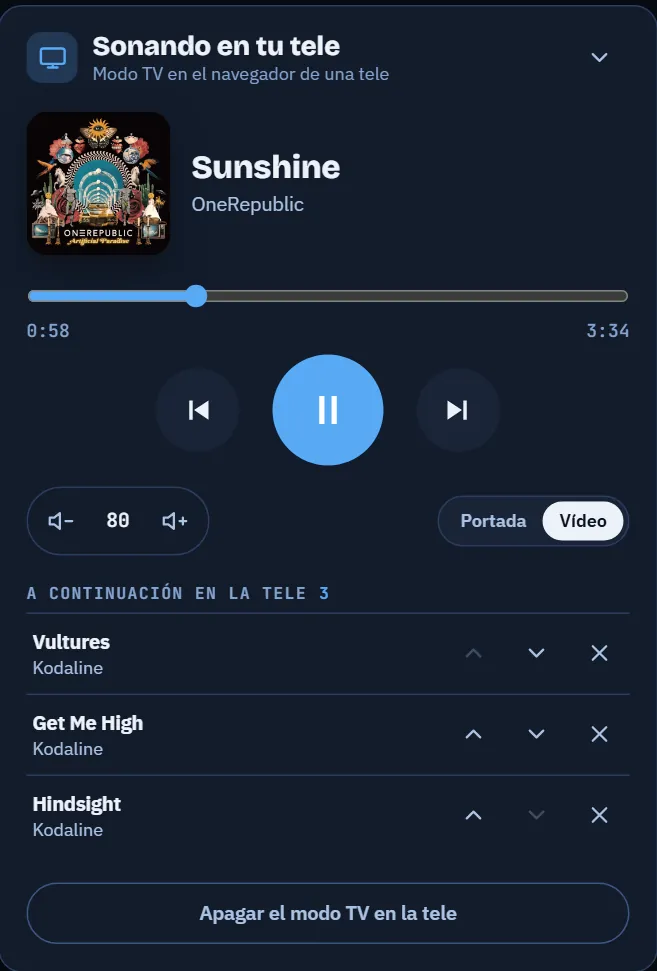 Sonando en tu tele
Modo TV en el navegador de una tele
ONEREPUBLIC
Artificial Paradise
Sunshine
OneRepublic
0:58
3:34
80
Portada
Vídeo
A CONTINUACIÓN EN LA TELE 3
Vultures
Kodaline
Get Me High
Kodaline
Hindsight
Kodaline
Apagar el modo TV en la tele